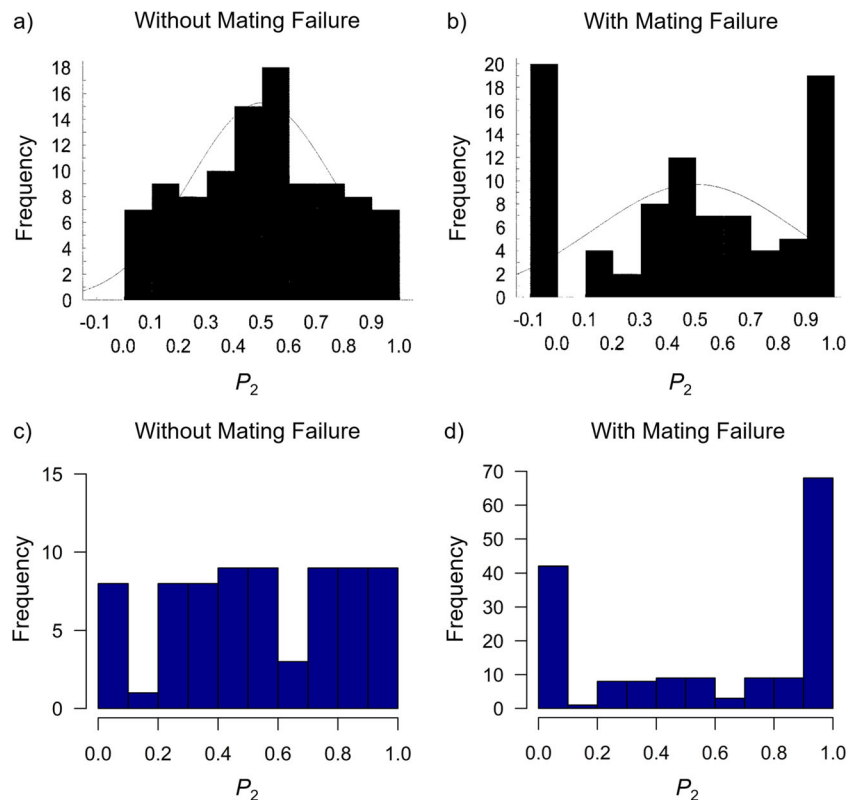 a) Without Mating Failure
18
16
14
12
10
8
6
4
2
0
Frequency
-0.1 0.1 0.3 0.5 0.7 0.9
0.0 0.2 0.4 0.6 0.8 1.0
P2
b) With Mating Failure
20
18
16
14
12
10
8
6
4
2
0
Frequency
-0.1 0.1 0.3 0.5 0.7 0.9
0.0 0.2 0.4 0.6 0.8 1.0
P2
c) Without Mating Failure
15
10
5
0
Frequency
0.0 0.2 0.4 0.6 0.8 1.0
P2
d) With Mating Failure
70
60
50
40
30
20
10
0
Frequency
0.0 0.2 0.4 0.6 0.8 1.0
P2